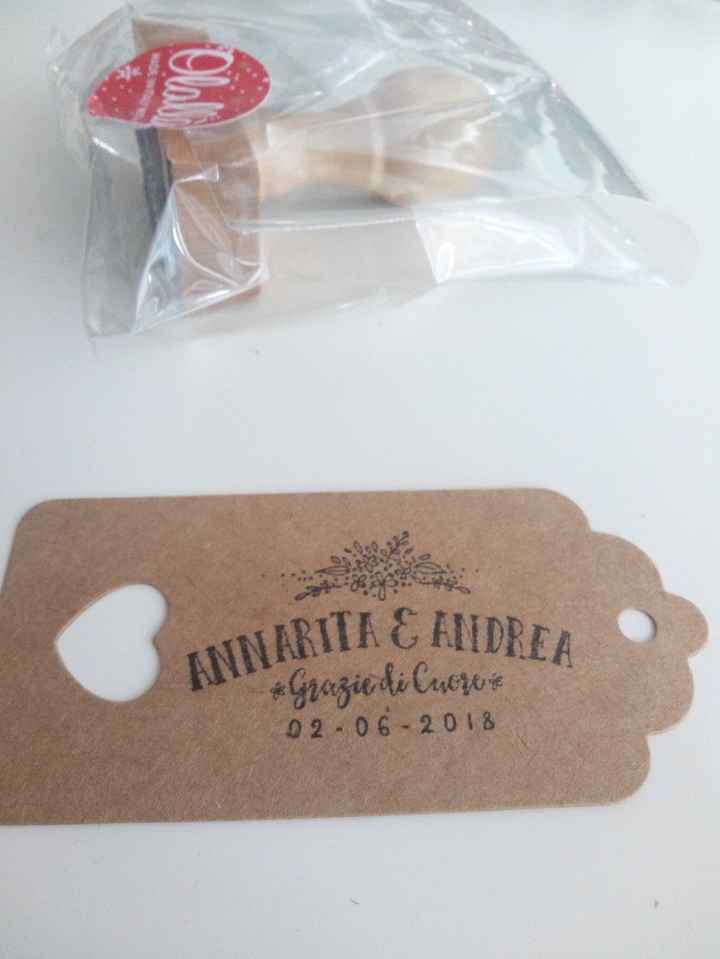 ANNARITA & ANDREA
Grazie di Cuore
02-06-2018